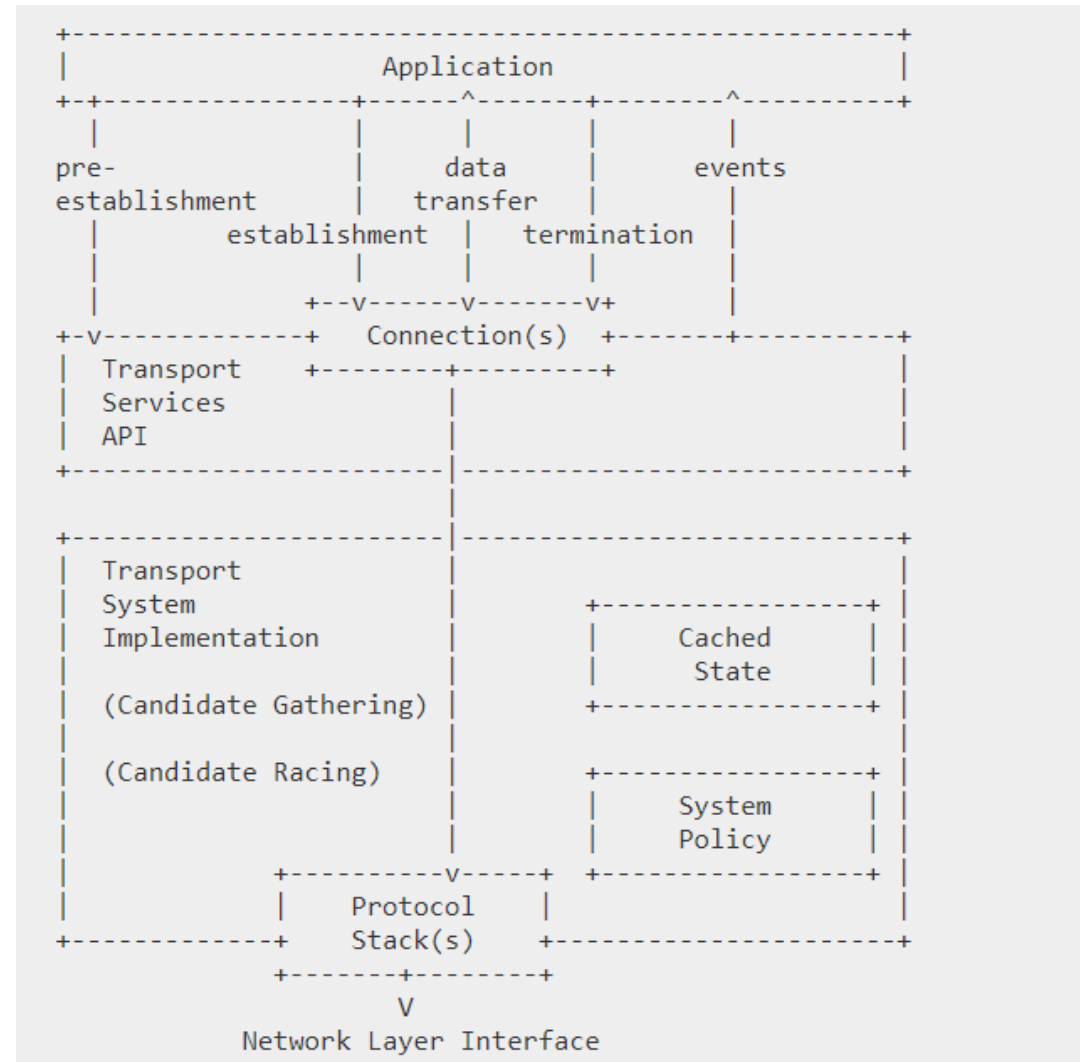 +-----------------------------------------------------+
|                    Application                      |
+-+----------------+------^-------+--------^----------+
  |                |      |       |        |
pre-               |     data     |      events
establishment      |   transfer   |        |
  |        establishment  |   termination  |
  |                |      |       |        |
  |             +--v------v-------v+       |
+-v-------------+   Connection(s)  +-------+----------+
|  Transport    +--------+---------+                  |
|  Services              |                            |
|  API                   |                            |
+------------------------|----------------------------+
                         |
+------------------------|----------------------------+
|  Transport             |                            |
|  System                |        +-----------------+ |
|  Implementation        |        |     Cached      | |
|                        |        |      State      | |
|  (Candidate Gathering) |        +-----------------+ |
|                        |                            |
|  (Candidate Racing)    |        +-----------------+ |
|                        |        |     System      | |
|                        |        |     Policy      | |
|             +----------v-----+  +-----------------+ |
|             |    Protocol    |                      |
+-------------+    Stack(s)    +----------------------+
              +-------+--------+
                      V
            Network Layer Interface